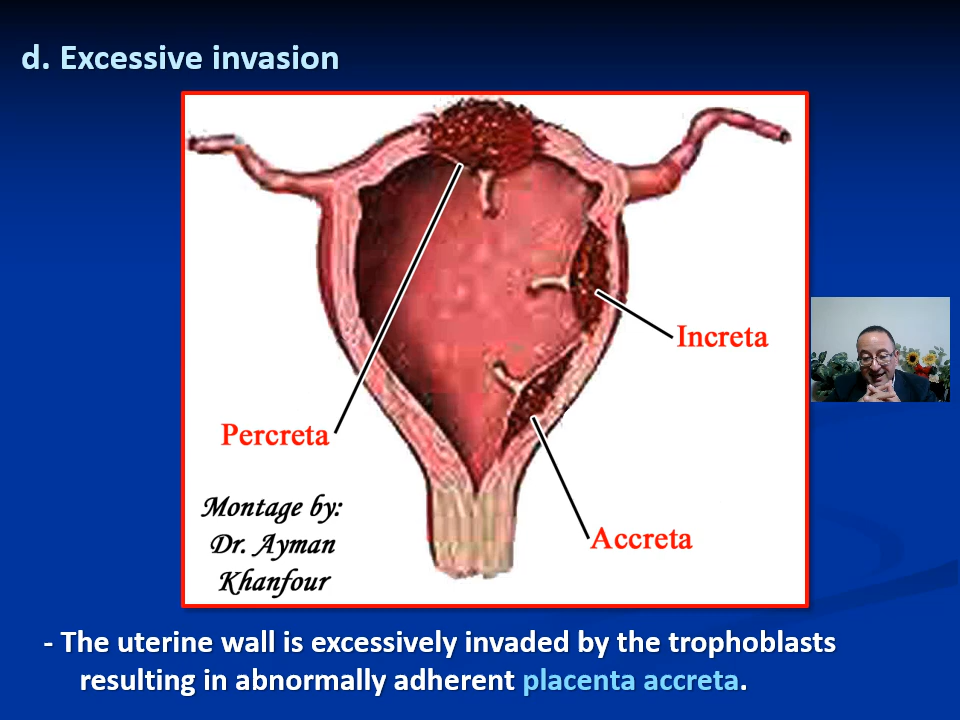 d. Excessive invasion
Increta
Percreta
Montage by:
Dr. Ayman
Khanfour
Accreta
- The uterine wall is excessively invaded by the trophoblasts
resulting in abnormally adherent placenta accreta.